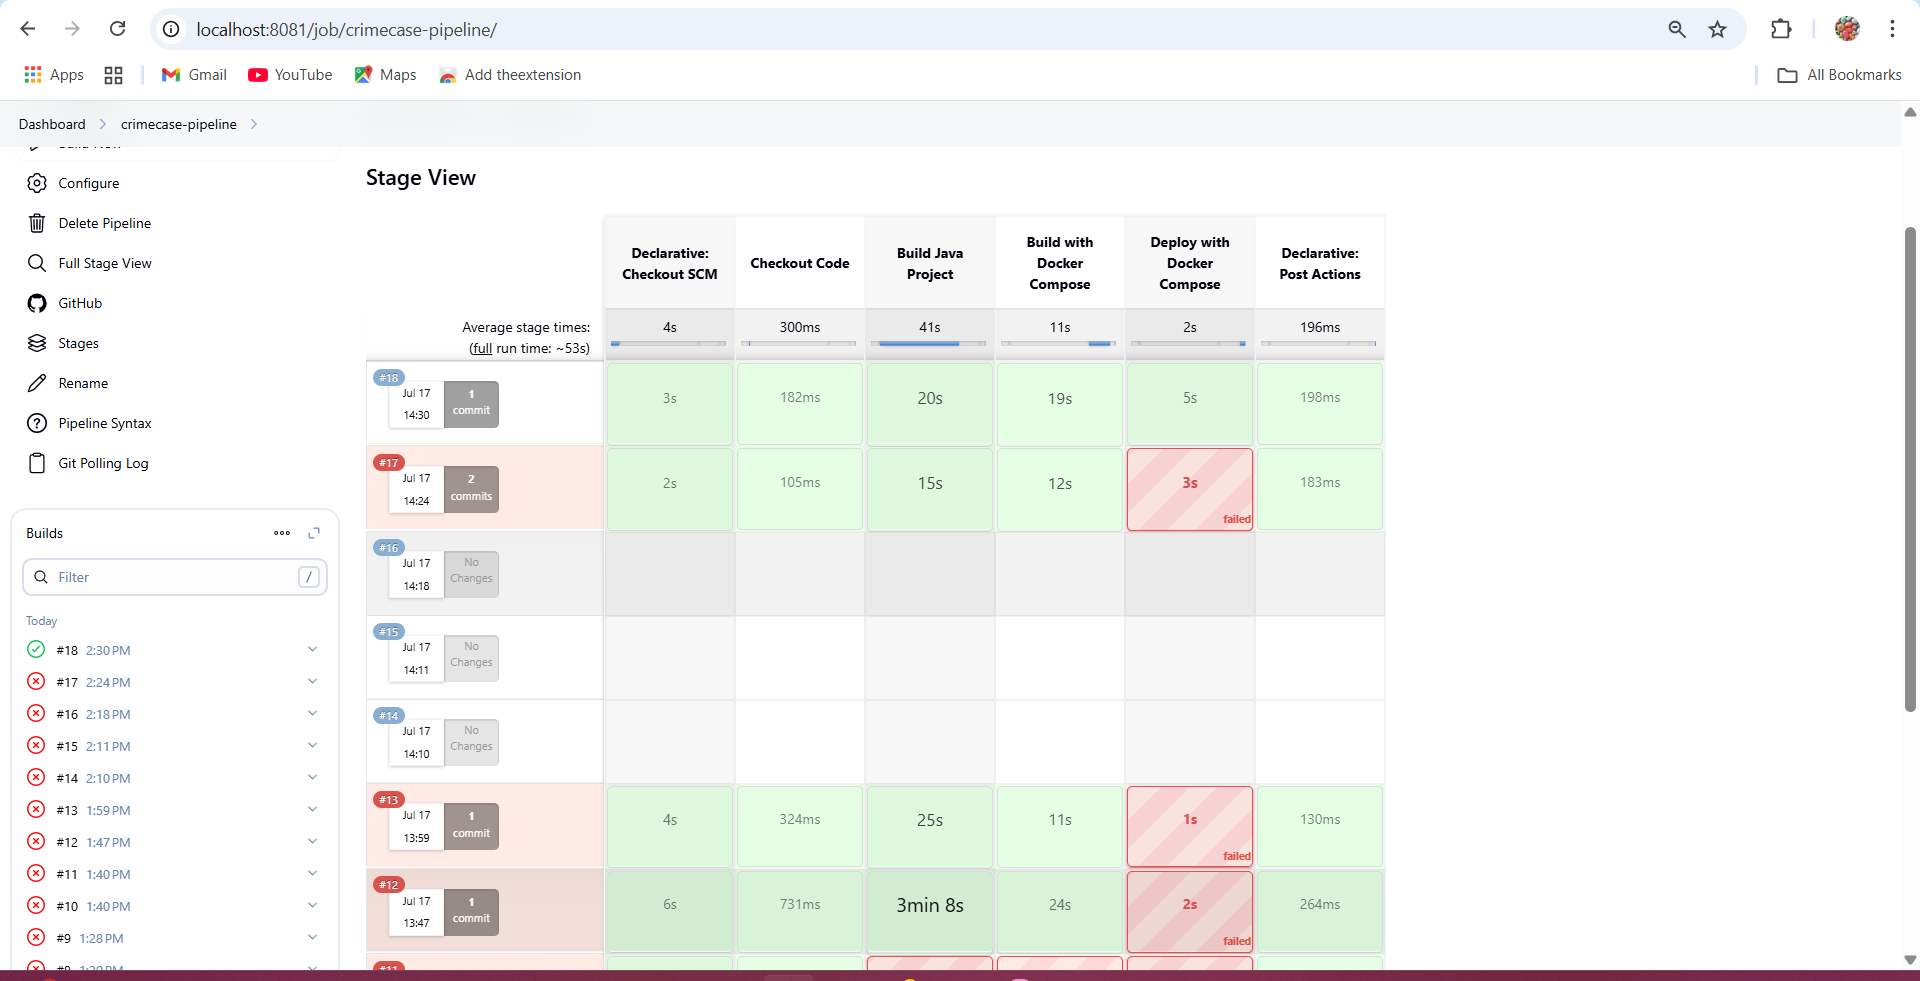 localhost:8081/job/crimecase-pipeline/
Apps
Gmail
YouTube
Maps
Add theextension
All Bookmarks
Dashboard
crimecase-pipeline
Configure
Delete Pipeline
Full Stage View
GitHub
Stages
Rename
Pipeline Syntax
Git Polling Log
Builds
Filter
/
Today
#18 2:30 PM
#17 2:24 PM
#16 2:18 PM
#15 2:11 PM
#14 2:10 PM
#13 1:59 PM
#12 1:47 PM
#11 1:40 PM
#10 1:40 PM
#9 1:28 PM
Stage View
Declarative:
Checkout SCM
Checkout Code
Build Java
Project
Build with
Docker
Compose
Deploy with
Docker
Compose
Declarative:
Post Actions
Average stage times:
(full run time: ~53s)
4s 300ms 41s 11s 2s 196ms
#18
Jul 17
14:30
1
commit
3s 182ms 20s 19s 5s 198ms
#17
Jul 17
14:24
2
commits
2s 105ms 15s 12s 3s 183ms
failed
#16
Jul 17
14:18
No
Changes
#15
Jul 17
14:11
No
Changes
#14
Jul 17
14:10
No
Changes
#13
Jul 17
13:59
1
commit
4s 324ms 25s 11s 1s 130ms
failed
#12
Jul 17
13:47
1
commit
6s 731ms 3min 8s 24s 2s 264ms
failed
#11